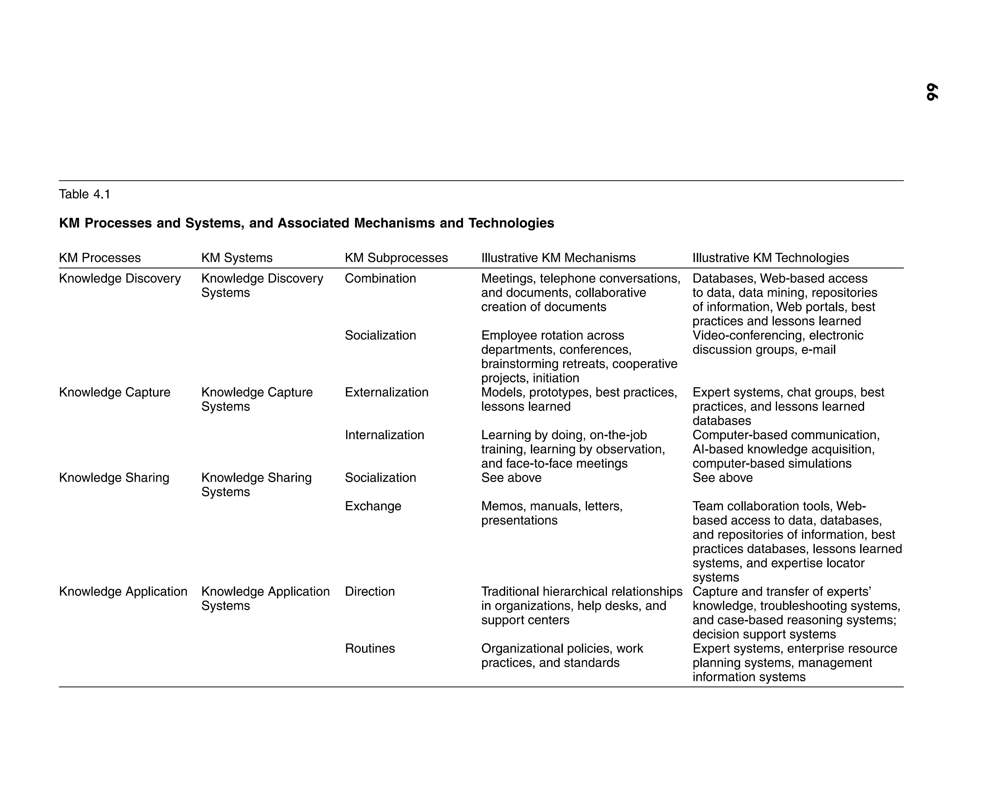 66
Table 4.1
KM Processes and Systems, and Associated Mechanisms and Technologies
KM Processes KM Systems KM Subprocesses Illustrative KM Mechanisms Illustrative KM Technologies
Knowledge Discovery Knowledge Discovery Combination Meetings, telephone conversations, Databases, Web-based access
Systems and documents, collaborative to data, data mining, repositories
creation of documents of information, Web portals, best
practices and lessons learned
Socialization Employee rotation across Video-conferencing, electronic
departments, conferences, discussion groups, e-mail
brainstorming retreats, cooperative
projects, initiation
Knowledge Capture Knowledge Capture Externalization Models, prototypes, best practices, Expert systems, chat groups, best
Systems lessons learned practices, and lessons learned
databases
Internalization Learning by doing, on-the-job Computer-based communication,
training, learning by observation, AI-based knowledge acquisition,
and face-to-face meetings computer-based simulations
Knowledge Sharing Knowledge Sharing Socialization See above See above
Systems
Exchange Memos, manuals, letters, Team collaboration tools, Web-
presentations based access to data, databases,
and repositories of information, best
practices databases, lessons learned
systems, and expertise locator
systems
Knowledge Application Knowledge Application Direction Traditional hierarchical relationships Capture and transfer of experts’
Systems in organizations, help desks, and knowledge, troubleshooting systems,
support centers and case-based reasoning systems;
decision support systems
Routines Organizational policies, work Expert systems, enterprise resource
practices, and standards planning systems, management
information systems